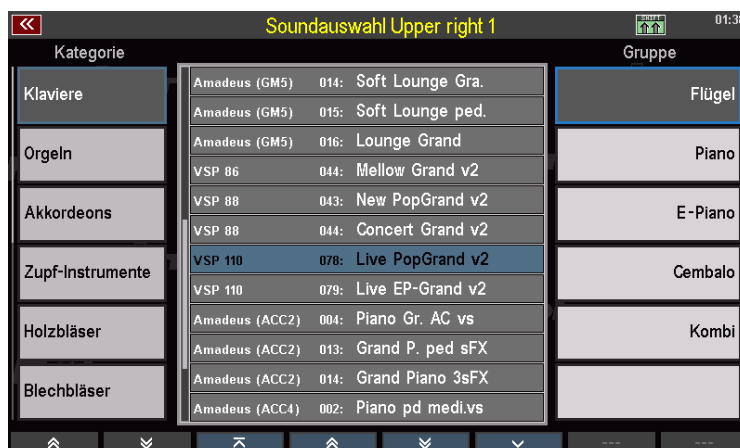 Soundauswahl Upper right 1
SHIFT
01:38
Kategorie
Gruppe
Klaviere
Orgeln
Akkordeons
Zupf-Instrumente
Holzbläser
Blechbläser
Amadeus (GM5) 014: Soft Lounge Gra.
Amadeus (GM5) 015: Soft Lounge ped.
Amadeus (GM5) 016: Lounge Grand
VSP 86 044: Mellow Grand v2
VSP 88 043: New PopGrand v2
VSP 88 044: Concert Grand v2
VSP 110 078: Live PopGrand v2
VSP 110 079: Live EP-Grand v2
Amadeus (ACC2) 004: Piano Gr. AC vs
Amadeus (ACC2) 013: Grand P. ped sFX
Amadeus (ACC2) 014: Grand Piano 3sFX
Amadeus (ACC4) 002: Piano pd medi.vs
Flügel
Piano
E-Piano
Cembalo
Kombi
--- ---